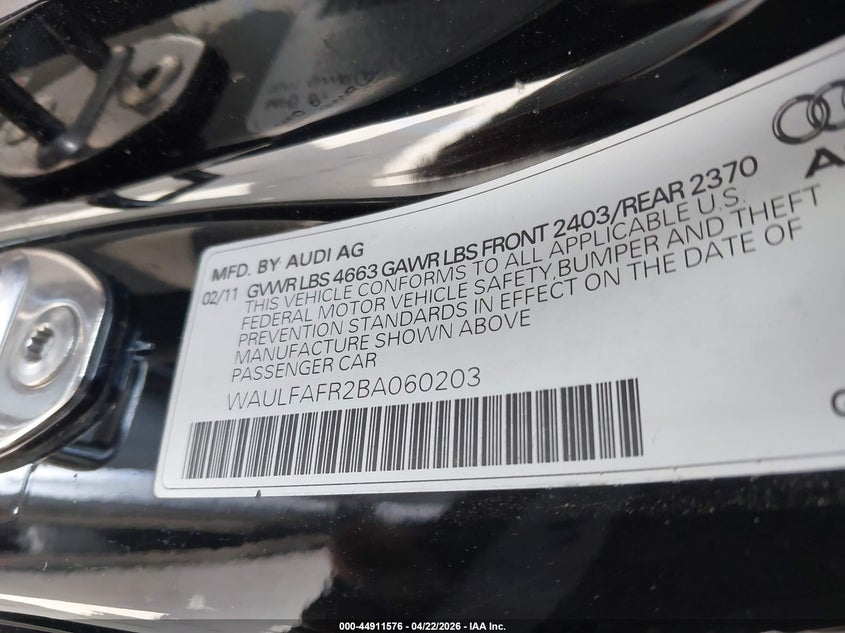 MFD. BY AUDI AG
02/11 GVWR LBS 4663 GAWR LBS FRONT 2403/REAR 2370
THIS VEHICLE CONFORMS TO ALL APPLICABLE U.S.
FEDERAL MOTOR VEHICLE SAFETY,BUMPER AND THEFT
PREVENTION STANDARDS IN EFFECT ON THE DATE OF
MANUFACTURE SHOWN ABOVE
PASSENGER CAR
WAULFAFR2BA060203
000-44911576 - 04/22/2026 - IAA Inc.